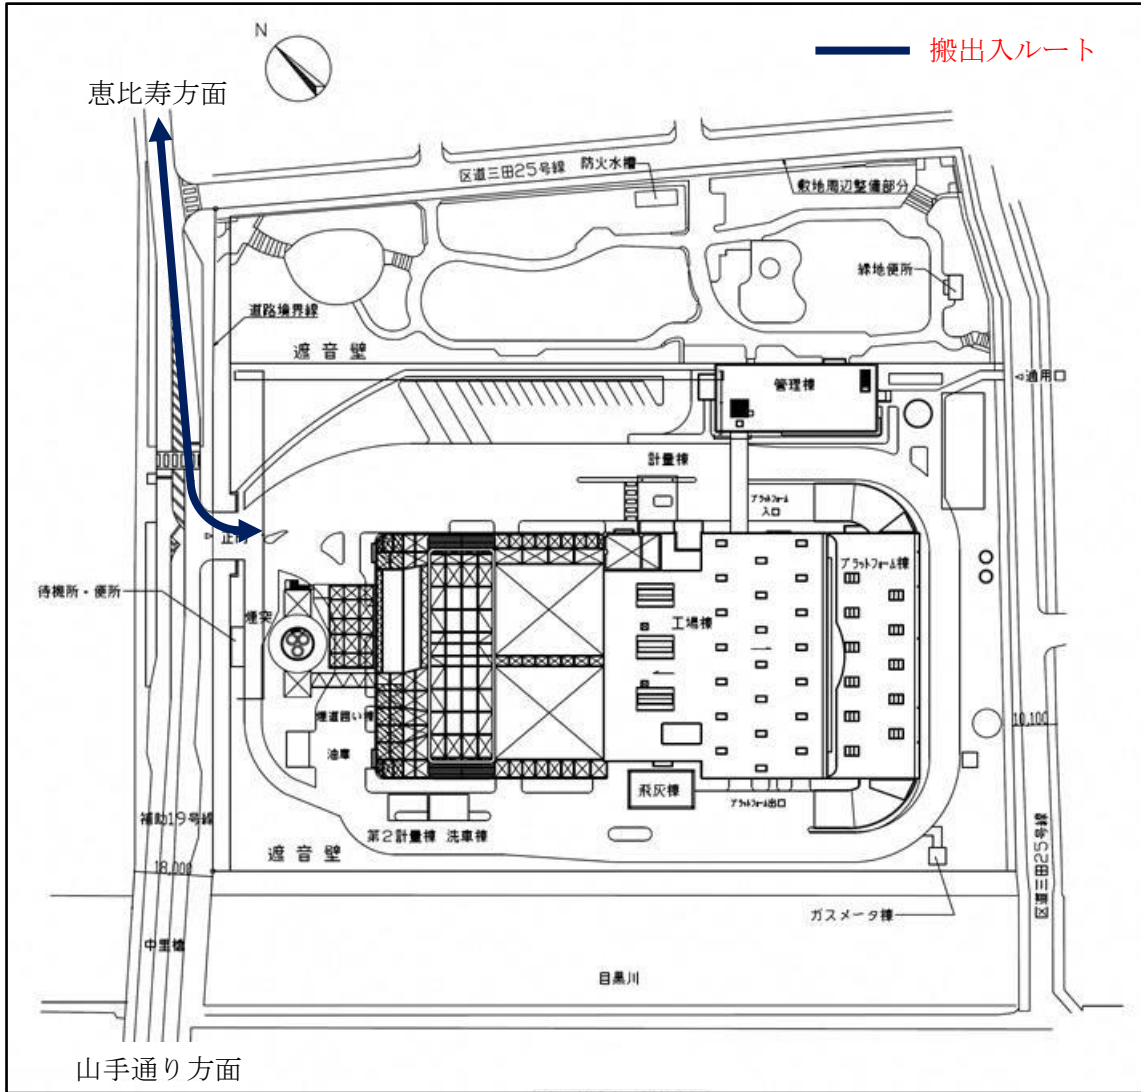 N
搬出入ルート
恵比寿方面
区道三田25号線
防火水槽
敷地周辺整備部分
緑地便所
道路境界線
遮音壁
管理棟
通用口
計量棟
プラットフォーム
入口
正門
プラットフォーム棟
待機所・便所
煙突
工場棟
煙道囲い棟
10,100
油庫
飛灰棟
プラットフォーム出口
補助19号線
第2計量棟 洗車棟
遮音壁
18,000
区道三田25号線
ガスメータ棟
中里橋
目黒川
山手通り方面